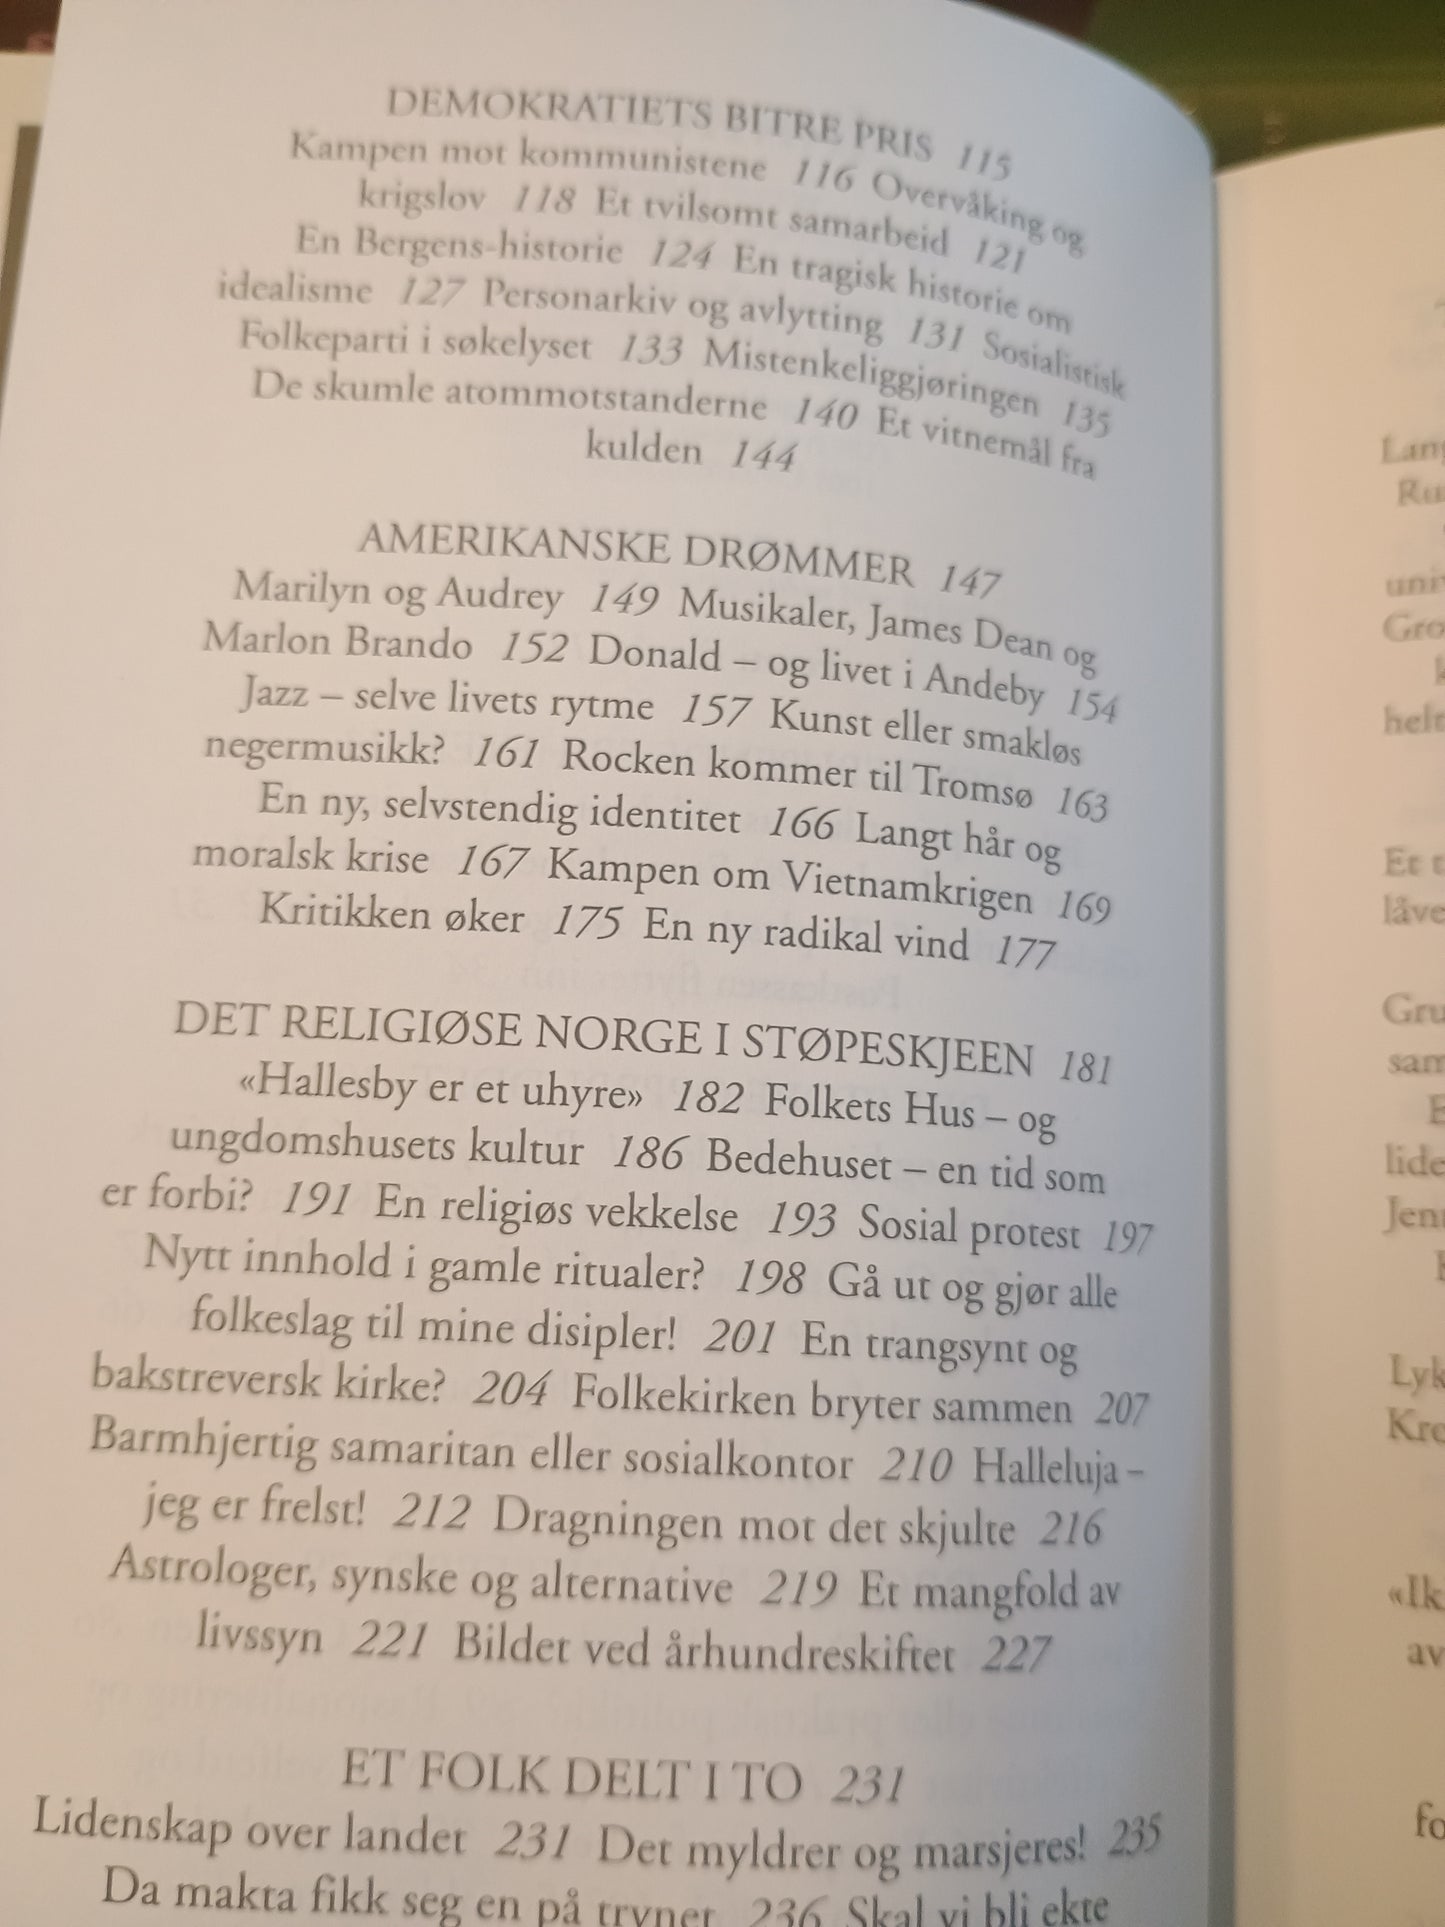 DEMOKRATIETS BITRE PRIS 115
Kampen mot kommunistene 116 Overvåking og
krigslov 118 Et tvilsomt samarbeid 121
En Bergens-historie 124 En tragisk historie om
idealisme 127 Personarkiv og avlytting 131 Sosialistisk
Folkeparti i søkelyset 133 Mistenkeliggjøringen 135
De skumle atommotstanderne 140 Et vitnemål fra
kulden 144
AMERIKANSKE DRØMMER 147
Marilyn og Audrey 149 Musikaler, James Dean og
Marlon Brando 152 Donald – og livet i Andeby 154
Jazz – selve livets rytme 157 Kunst eller smakløs
negermusikk? 161 Rocken kommer til Tromsø 163
En ny, selvstendig identitet 166 Langt hår og
moralsk krise 167 Kampen om Vietnamkrigen 169
Kritikken øker 175 En ny radikal vind 177
DET RELIGIØSE NORGE I STØPESKJEEN 181
«Hallesby er et uhyre» 182 Folkets Hus – og
ungdomshusets kultur 186 Bedehuset – en tid som
er forbi? 191 En religiøs vekkelse 193 Sosial protest 197
Nytt innhold i gamle ritualer? 198 Gå ut og gjør alle
folkeslag til mine disipler! 201 En trangsynt og
bakstreversk kirke? 204 Folkekirken bryter sammen 207
Barmhjertig samaritan eller sosialkontor 210 Halleluja –
jeg er frelst! 212 Dragningen mot det skjulte 216
Astrologer, synske og alternative 219 Et mangfold av
livssyn 221 Bildet ved århundreskiftet 227
ET FOLK DELT I TO 231
Lidenskap over landet 231 Det myldrer og marsjeres! 235
Da makta fikk seg en på trynet 236 Skal vi bli ekte